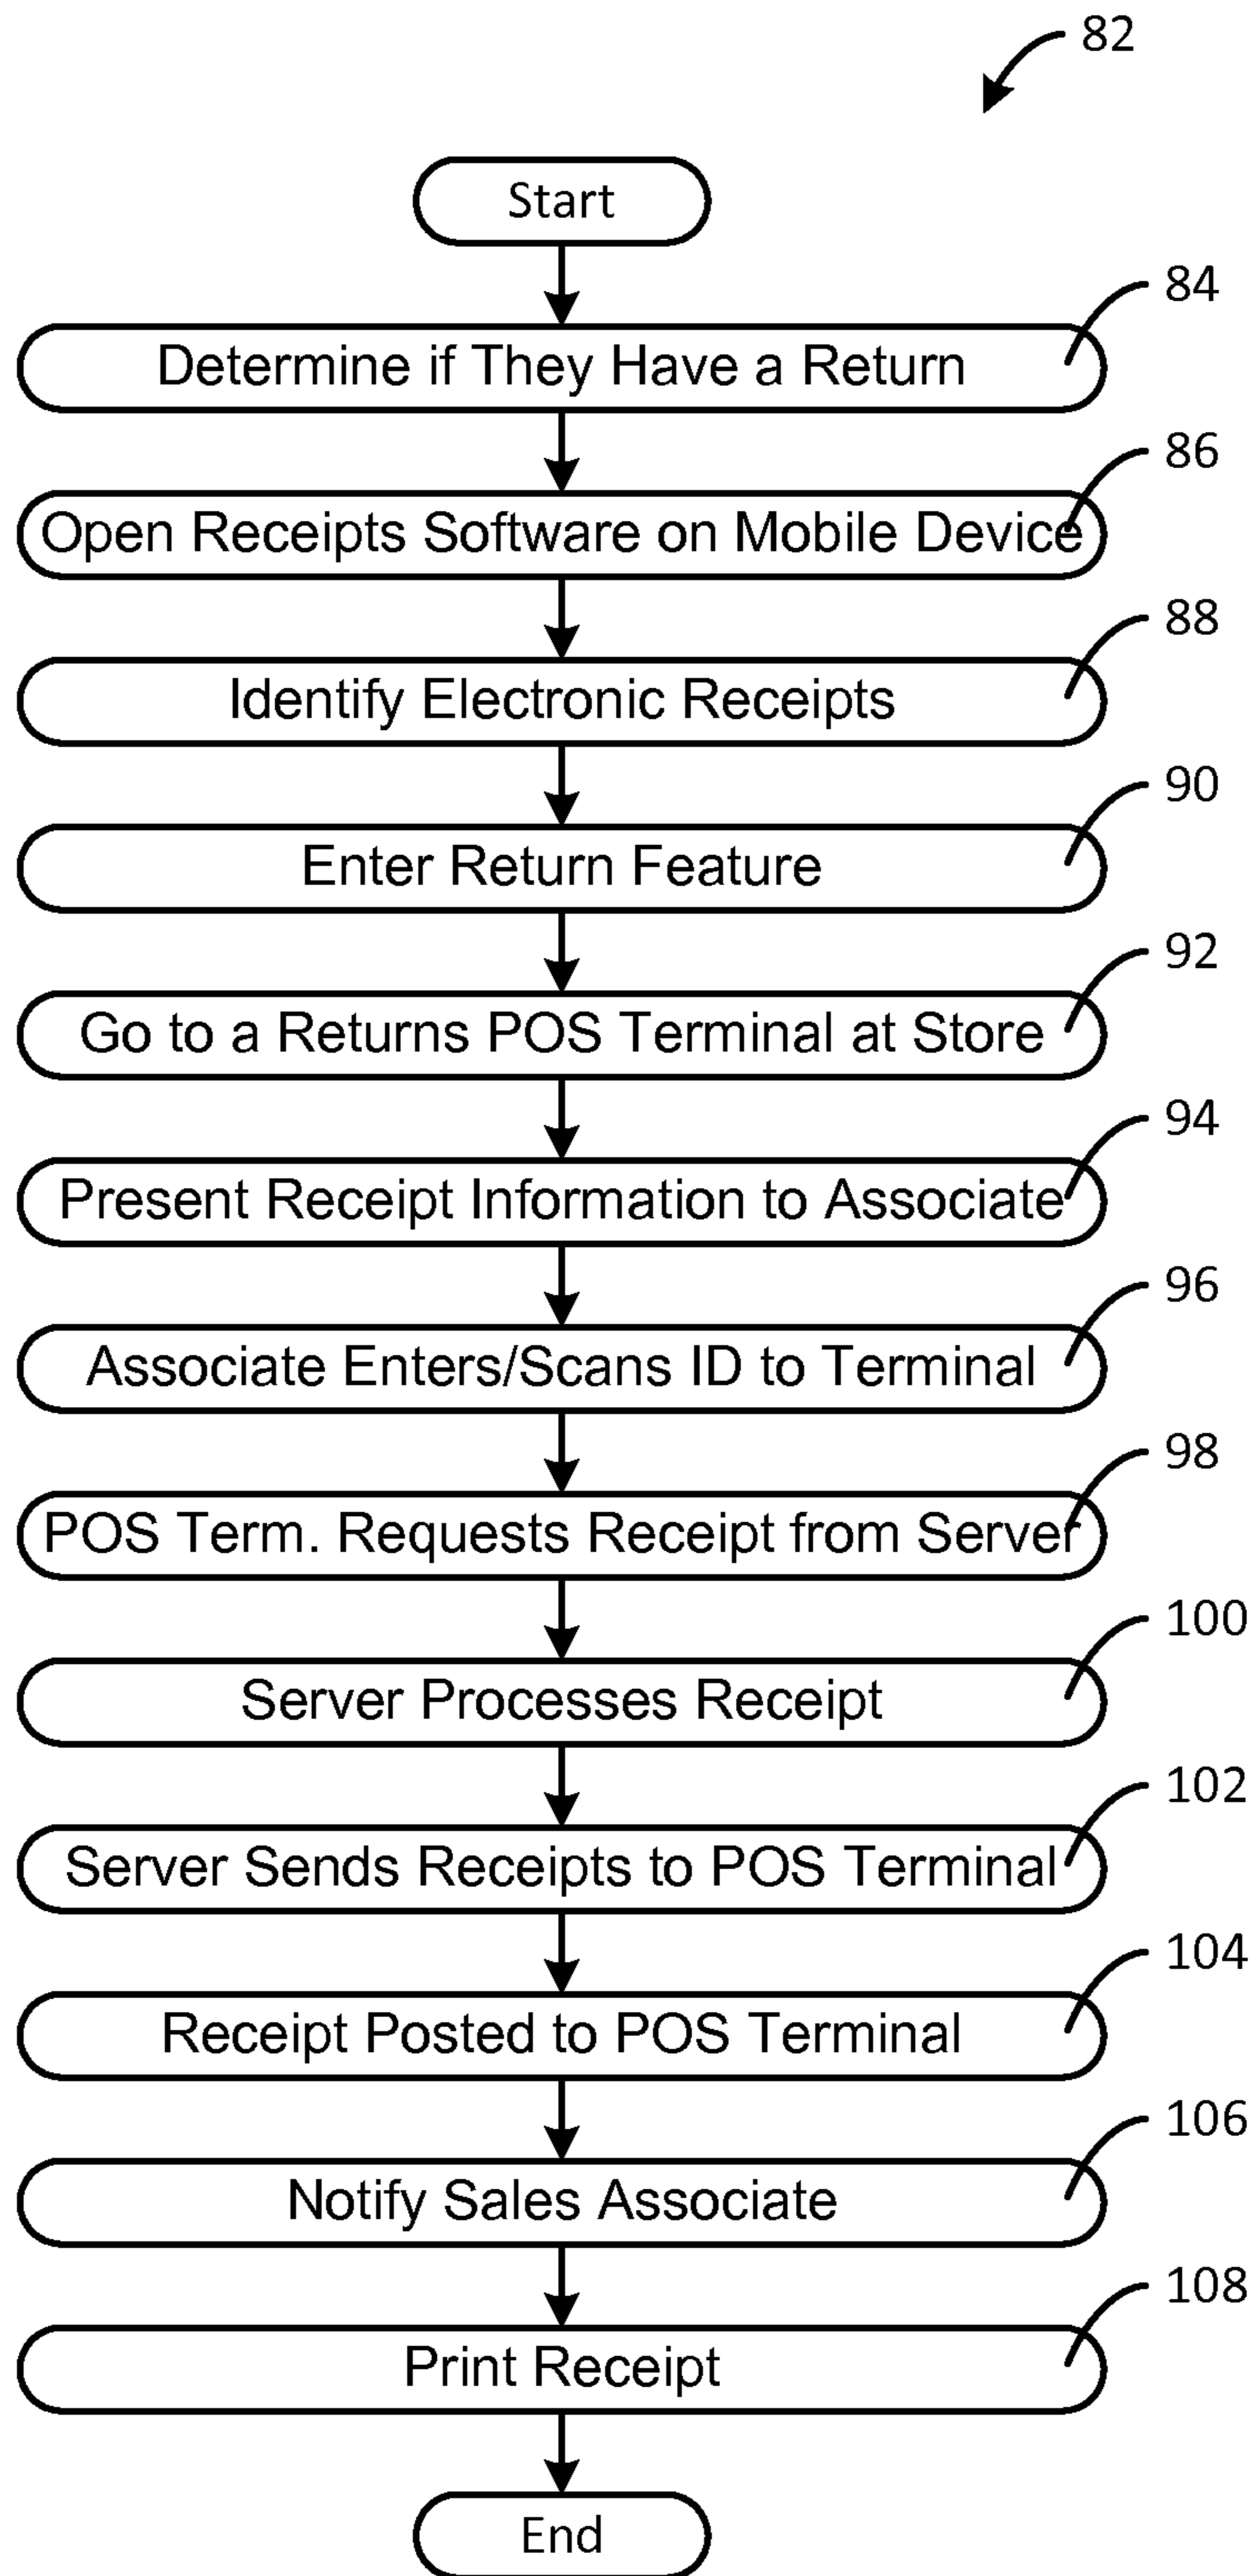 82
Start
84
Determine if They Have a Return
86
Open Receipts Software on Mobile Device
88
Identify Electronic Receipts
90
Enter Return Feature
92
Go to a Returns POS Terminal at Store
94
Present Receipt Information to Associate
96
Associate Enters/Scans ID to Terminal
98
POS Term. Requests Receipt from Server
100
Server Processes Receipt
102
Server Sends Receipts to POS Terminal
104
Receipt Posted to POS Terminal
106
Notify Sales Associate
108
Print Receipt
End